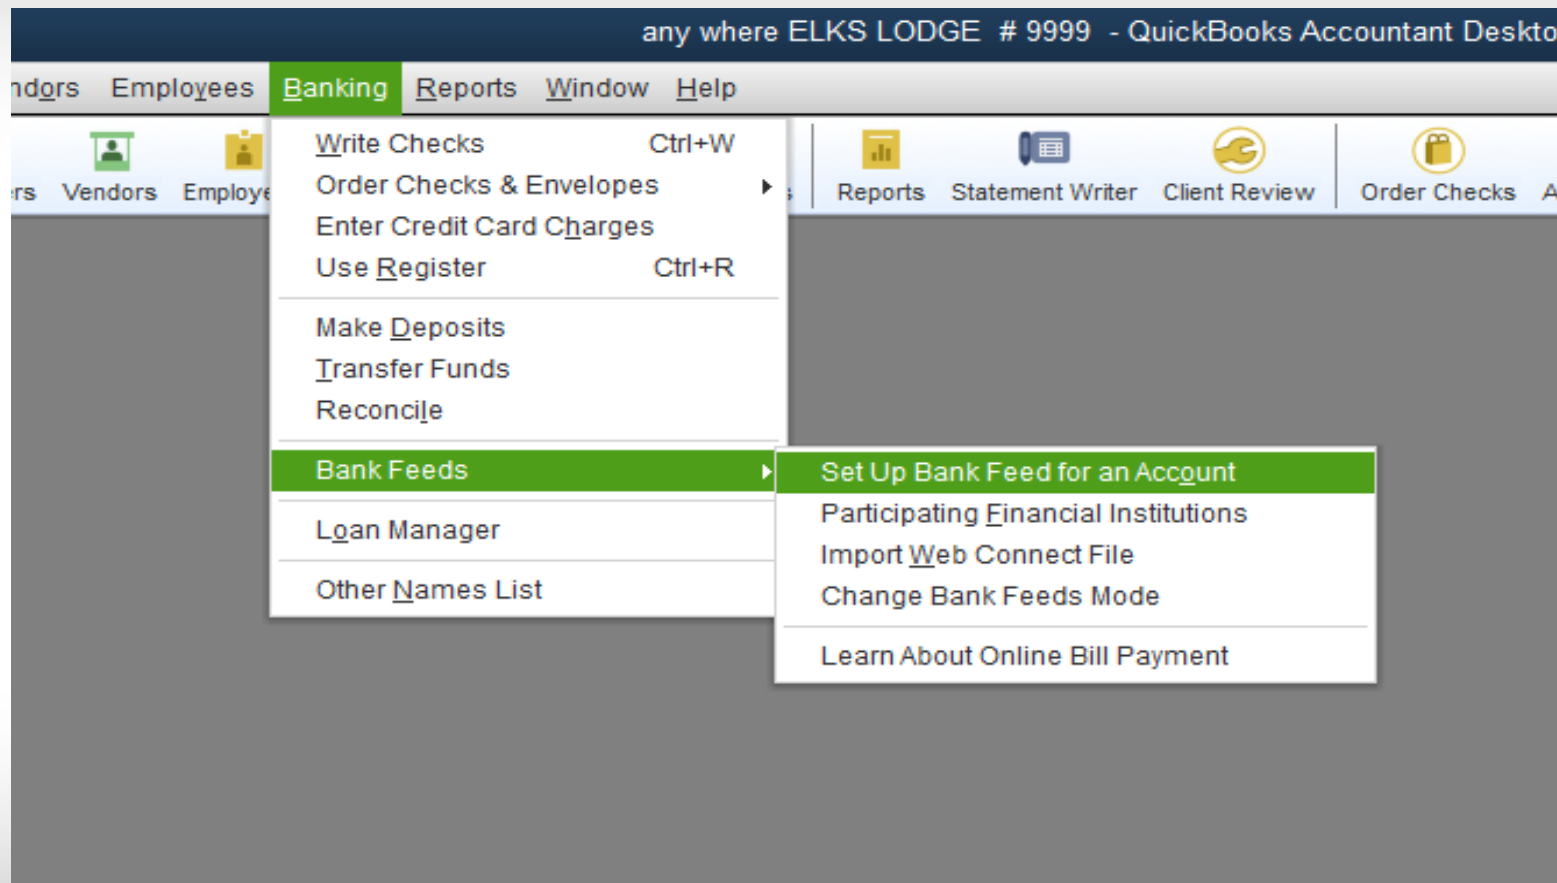 any where ELKS LODGE # 9999 - QuickBooks Accountant Deskto
ndors Employees Banking Reports Window Help
rs Vendors Employe Reports Statement Writer Client Review Order Checks A
Write Checks Ctrl+W
Order Checks & Envelopes
Enter Credit Card Charges
Use Register Ctrl+R
Make Deposits
Transfer Funds
Reconcile
Bank Feeds
Loan Manager
Other Names List
Set Up Bank Feed for an Account
Participating Financial Institutions
Import Web Connect File
Change Bank Feeds Mode
Learn About Online Bill Payment